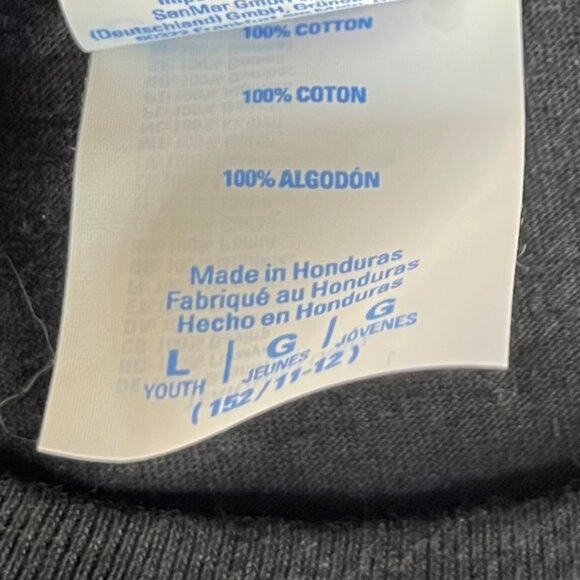 SanMar GmbH
(Deutschland) GmbH, Grüne
100% COTTON
100% COTON
100% ALGODÓN
Made in Honduras
Fabriqué au Honduras
Hecho en Honduras
L | G | G
YOUTH JEUNES JÓVENES
(152/11-12)